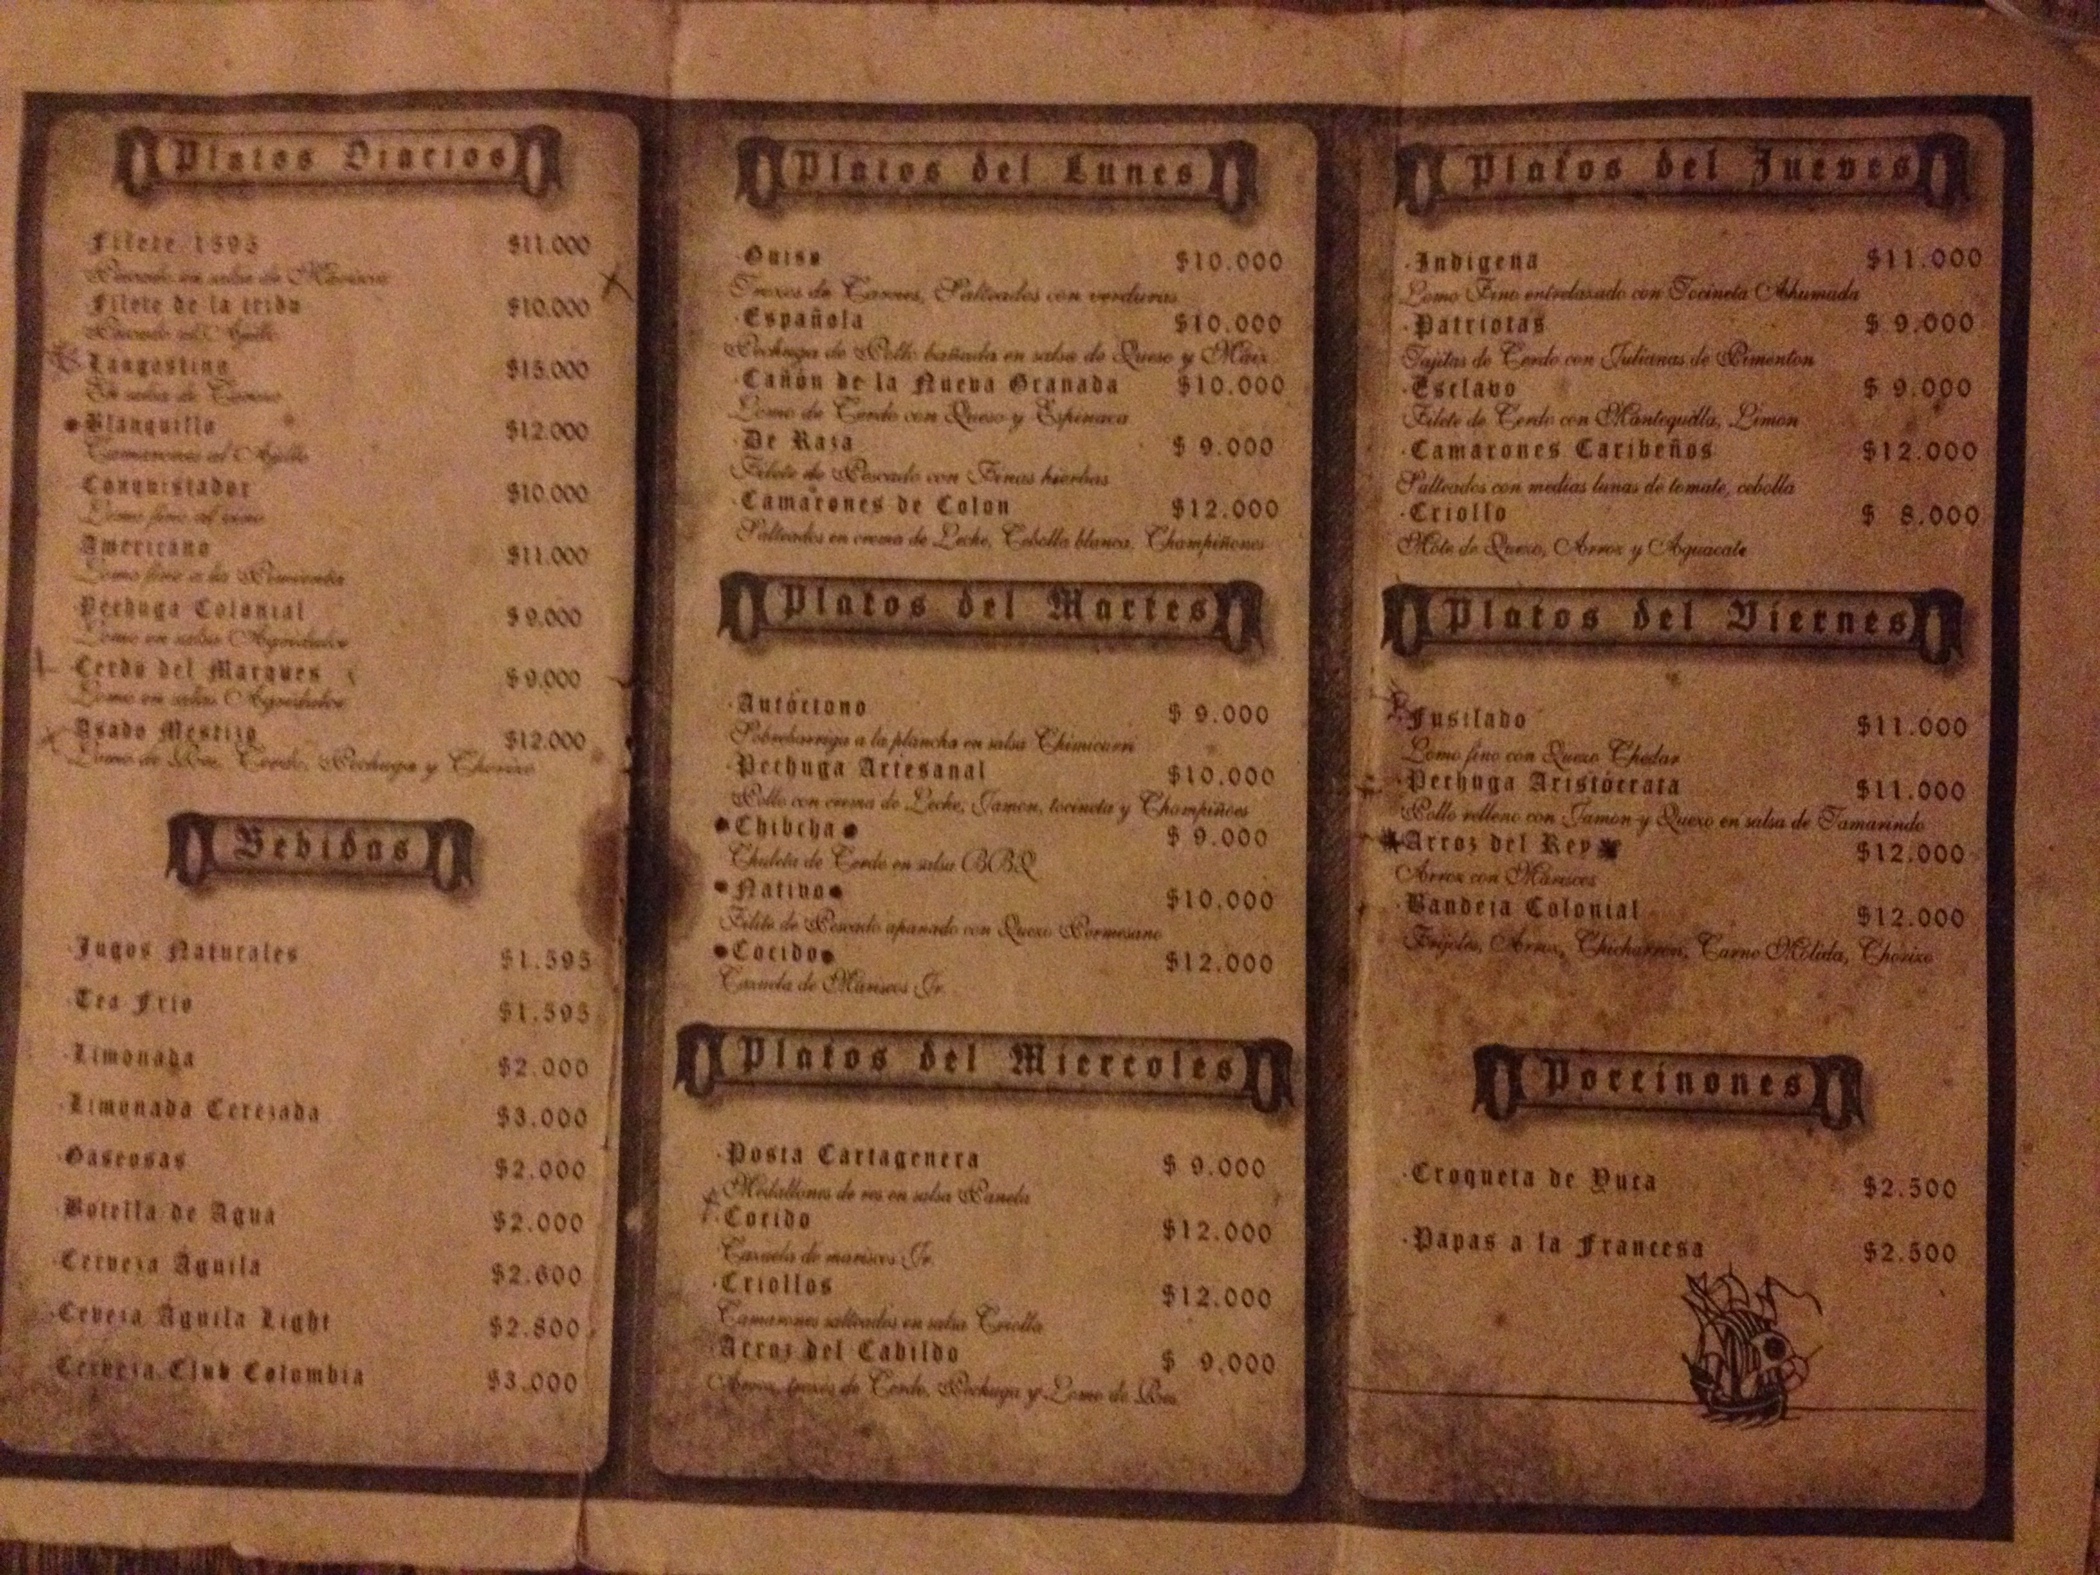 Platos Diarios
Filete 1595 $11.000
Pescado en salsa de Mariscos
Filete de la $10.000
Pescado al Ajillo
Langostino $15.000
En salsa de
Blanquillo $12.000
Camarones al Ajillo
Conquistador $10.000
Lomo fino al vino
Americano $11.000
Lomo fino a la Pimienta
Pechuga Colonial $9.000
Lomo en salsa Agridulce
Cerdo del Marques $9.000
Lomo en salsa Agridulce
Asado Mestizo $12.000
Lomo de Res, Cerdo, Pechuga y Chorizo
Bebidas
Jugos Naturales $1.595
Tea Frio $1.595
Limonada $2.000
Limonada Cerezada $3.000
Gaseosas $2.000
Botella de Agua $2.000
Cerveza Aguila $2.600
Cerveza Aguila Light $2.800
Cerveza Club Colombia $3.000
Platos del Lunes
Guiso $10.000
Trozos de Carnes, Salteados con verduras
Española $10.000
Pechuga de Pollo bañada en salsa de Queso y Maiz
Cañon de la Nueva Granada $10.000
Lomo de Cerdo con Queso y Espinaca
De Raza $ 9.000
Filete de Pescado con Finas hierbas
Camarones de Colon $12.000
Salteados en crema de Leche, Cebolla blanca, Champiñones
Platos del Martes
Autóctono $ 9.000
Sobrebarriga a la plancha en salsa Chimicurri
Pechuga Artesanal $10.000
Pollo con crema de Leche, Jamon, tocineta y Champiñoes
Chibcha $ 9.000
Chuleta de Cerdo en salsa BBQ
Nativo $10.000
Filete de Pescado apanado con Quezo Parmesano
Cocido $12.000
Cazuela de Mariscos Jr.
Platos del Miercoles
Posta Cartagenera $ 9.000
Medallones de res en salsa Panela
Cocido $12.000
Cazuela de mariscos Jr.
Criollos $12.000
Camarones salteados en salsa Criolla
Arroz del Cabildo $ 9.000
Arroz, trozos de Cerdo, Pechuga y Lomo de Res
Platos del Jueves
Indigena $11.000
Lomo Fino entrelazado con Tocineta Ahumada
Patriotas $ 9.000
Tajitas de Cerdo con Julianas de Pimenton
Esclavo $ 9.000
Filete de Cerdo con Mantequilla, Limon
Camarones Caribeños $12.000
Salteados con medias lunas de tomate, cebolla
Criollo $ 8.000
Mote de Quezo, Arroz y Aguacate
Platos del Viernes
Fusilado $11.000
Lomo fino con Quezo Chedar
Pechuga Aristócrata $11.000
Pollo relleno con Jamon y Quezo en salsa de Tamarindo
Arroz del Rey $12.000
Arroz con Mariscos
Bandeja Colonial $12.000
Frijoles, Arroz, Chicharron, Carne Molida, Chorizo
Porcinones
Croqueta de Yuca $2.500
Papas a la Francesa $2.500